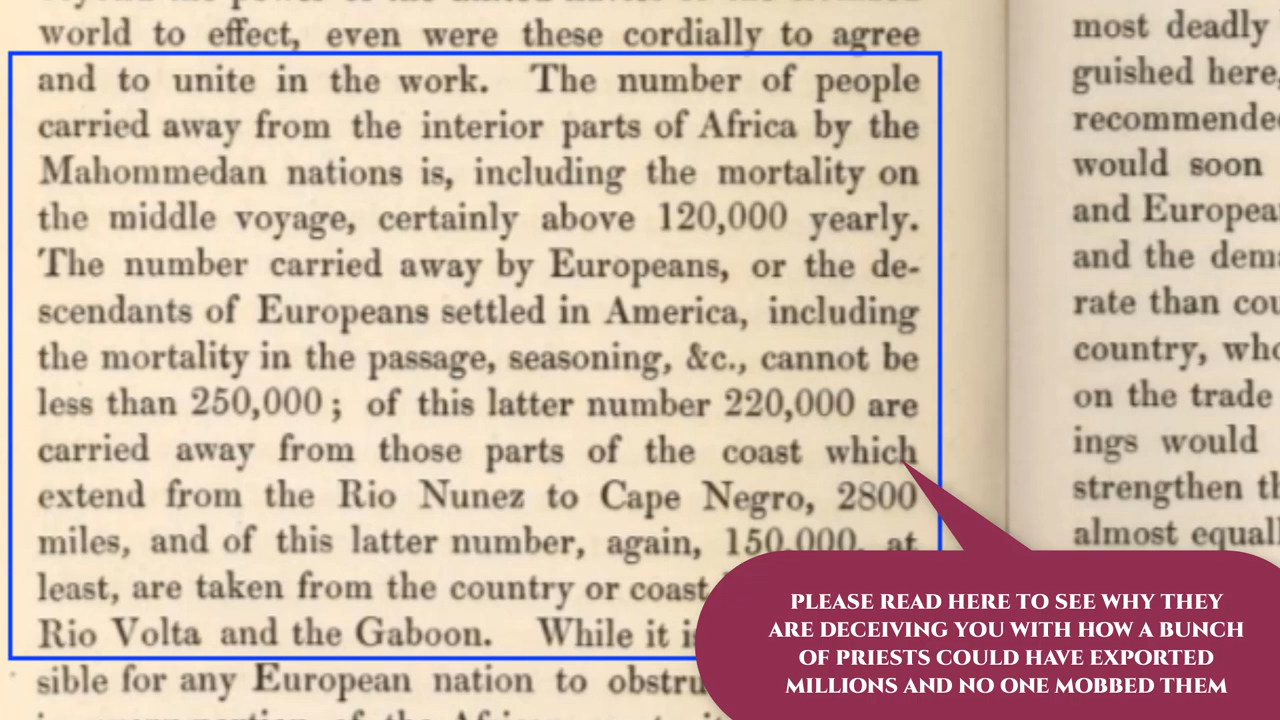 world to effect, even were these cordially to agree
and to unite in the work. The number of people
carried away from the interior parts of Africa by the
Mahommedan nations is, including the mortality on
the middle voyage, certainly above 120,000 yearly.
The number carried away by Europeans, or the de-
scendants of Europeans settled in America, including
the mortality in the passage, seasoning, &c., cannot be
less than 250,000 ; of this latter number 220,000 are
carried away from those parts of the coast which
extend from the Rio Nunez to Cape Negro, 2800
miles, and of this latter number, again, 150,000, at
least, are taken from the country or coast
Rio Volta and the Gaboon. While it
sible for any European nation to
most deadly
guished here,
recommende
would soon
and Europea
and the dem
rate than cou
country, who
on the trade
ings would
strengthen th
almost equall
PLEASE READ HERE TO SEE WHY THEY
ARE DECEIVING YOU WITH HOW A BUNCH
OF PRIESTS COULD HAVE EXPORTED
MILLIONS AND NO ONE MOBBED THEM